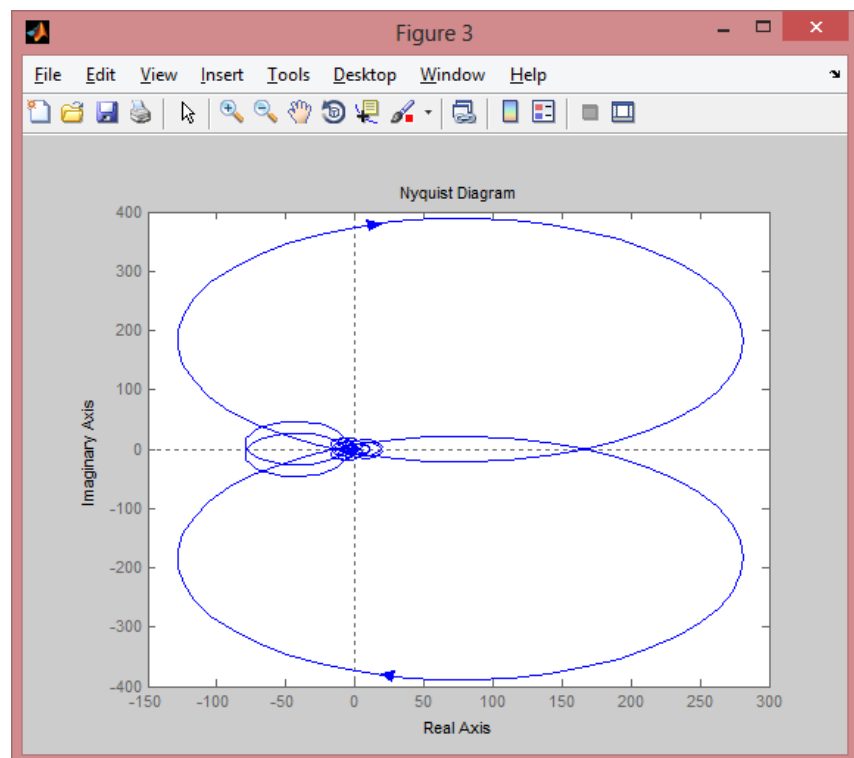 Figure 3
File Edit View Insert Tools Desktop Window Help
Nyquist Diagram
400
300
200
100
0
-100
-200
-300
-400
Imaginary Axis
-150 -100 -50 0 50 100 150 200 250 300
Real Axis